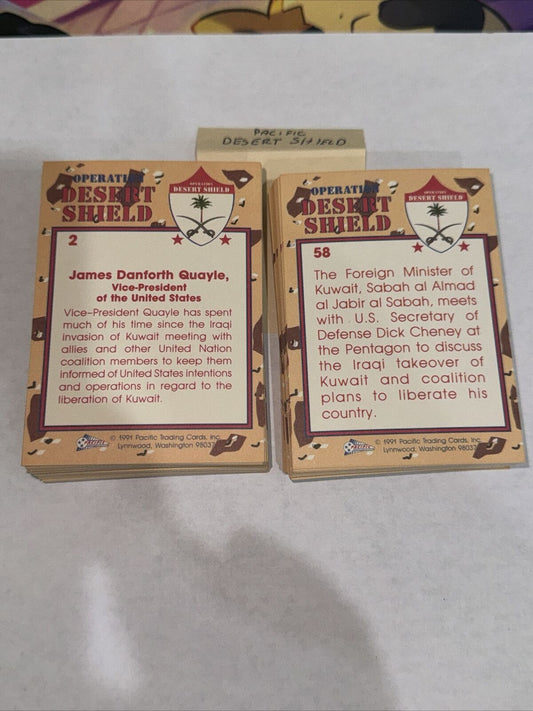 PACIFIC
DESERT SHIELD
OPERATION
DESERT
SHIELD
OPERATION
DESERT SHIELD
2
James Danforth Quayle,
Vice-President
of the United States
Vice-President Quayle has spent
much of his time since the Iraqi
invasion of Kuwait meeting with
allies and other United Nation
coalition members to keep them
informed of United States intentions
and operations in regard to the
liberation of Kuwait.
© 1991 Pacific Trading Cards, Inc.
Lynnwood, Washington 98037
OPERATION
DESERT
SHIELD
OPERATION
DESERT SHIELD
58
The Foreign Minister of
Kuwait, Sabah al Almad
al Jabir al Sabah, meets
with U.S. Secretary of
Defense Dick Cheney at
the Pentagon to discuss
the Iraqi takeover of
Kuwait and coalition
plans to liberate his
country.
© 1991 Pacific Trading Cards, Inc.
Lynnwood, Washington 98037